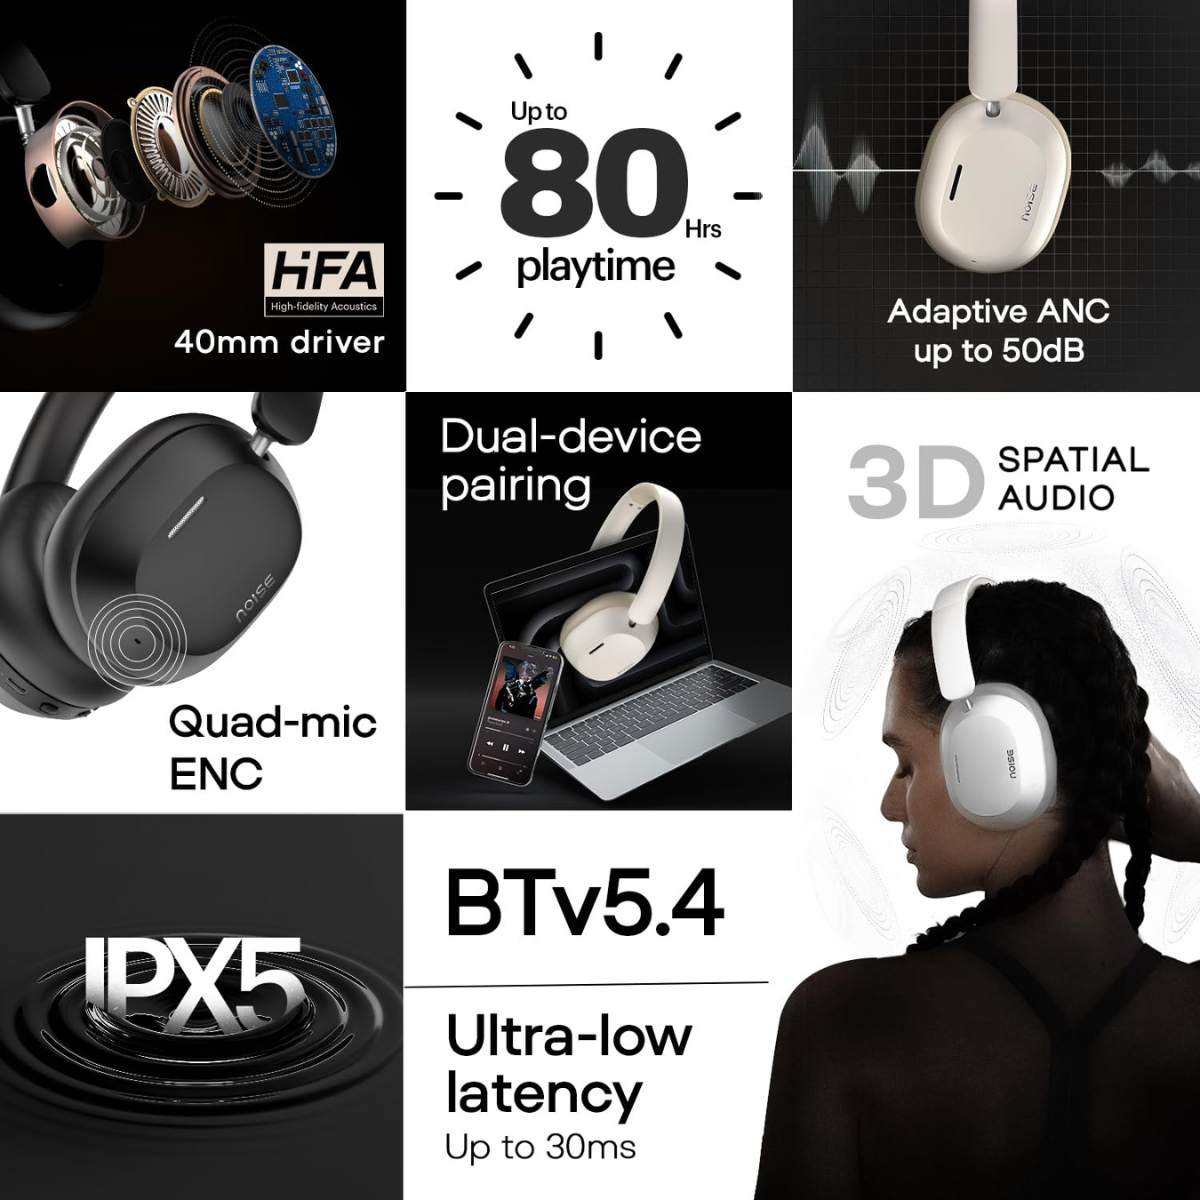 HiFA
High-fidelity Acoustics
40mm driver
Up to
80
Hrs
playtime
noise
Adaptive ANC
up to 50dB
noise
Quad-mic
ENC
Dual-device
pairing
3D SPATIAL
AUDIO
noise
IPX5
BTv5.4
Ultra-low
latency
Up to 30ms